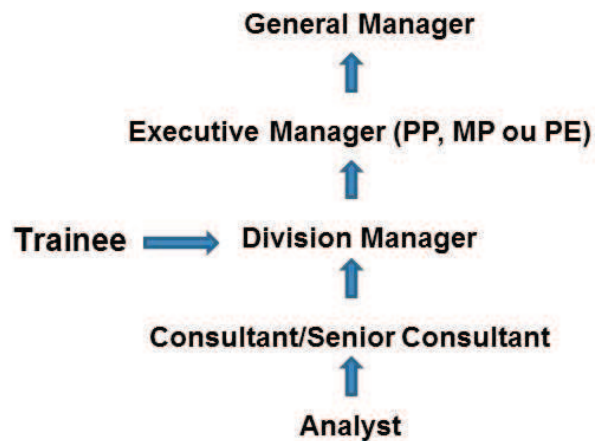 General Manager
Executive Manager (PP, MP ou PE)
Trainee
Division Manager
Consultant/Senior Consultant
Analyst